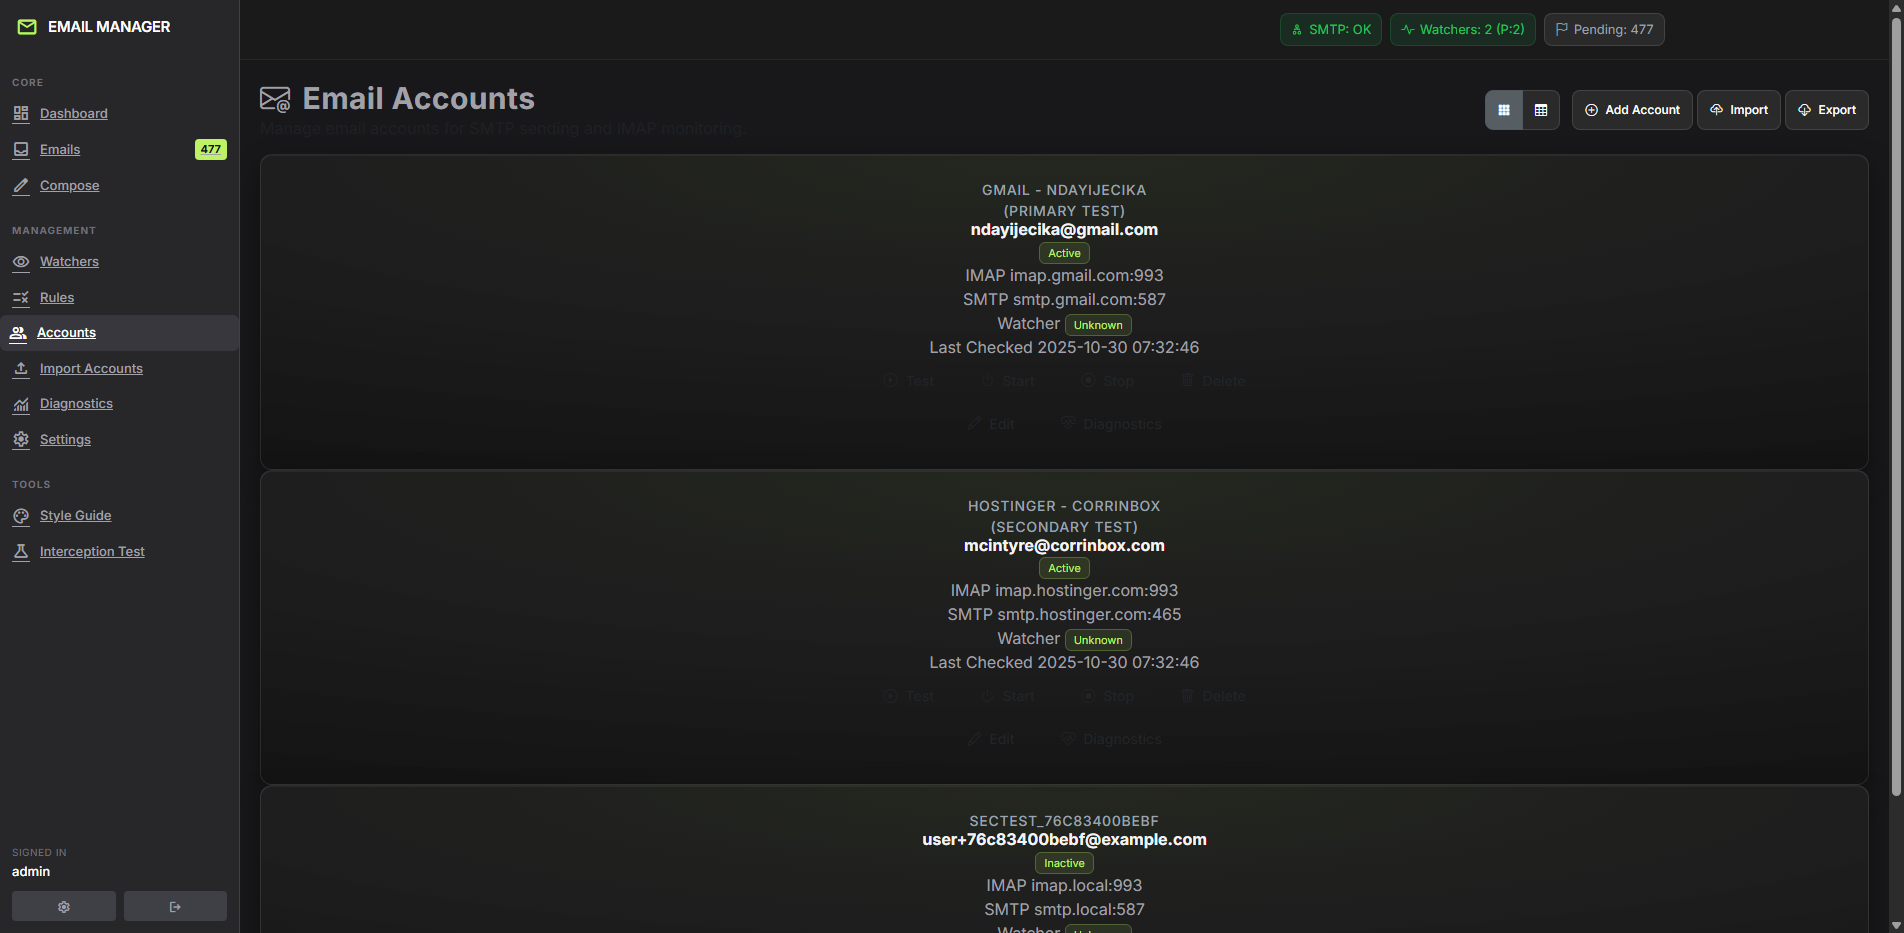 EMAIL MANAGER
SMTP: OK
Watchers: 2 (P:2)
Pending: 477
CORE
Dashboard
Emails
477
Compose
MANAGEMENT
Watchers
Rules
Accounts
Import Accounts
Diagnostics
Settings
TOOLS
Style Guide
Interception Test
SIGNED IN
admin
Email Accounts
Manage email accounts for SMTP sending and IMAP monitoring.
Add Account
Import
Export
GMAIL - NDAYIJECIKA
(PRIMARY TEST)
ndayijecika@gmail.com
Active
IMAP imap.gmail.com:993
SMTP smtp.gmail.com:587
Watcher Unknown
Last Checked 2025-10-30 07:32:46
Test Start Stop Delete
Edit Diagnostics
HOSTINGER - CORRINBOX
(SECONDARY TEST)
mcintyre@corrinbox.com
Active
IMAP imap.hostinger.com:993
SMTP smtp.hostinger.com:465
Watcher Unknown
Last Checked 2025-10-30 07:32:46
Test Start Stop Delete
Edit Diagnostics
SECTEST_76C83400BEBF
user+76c83400bebf@example.com
Inactive
IMAP imap.local:993
SMTP smtp.local:587
Watcher Unknown